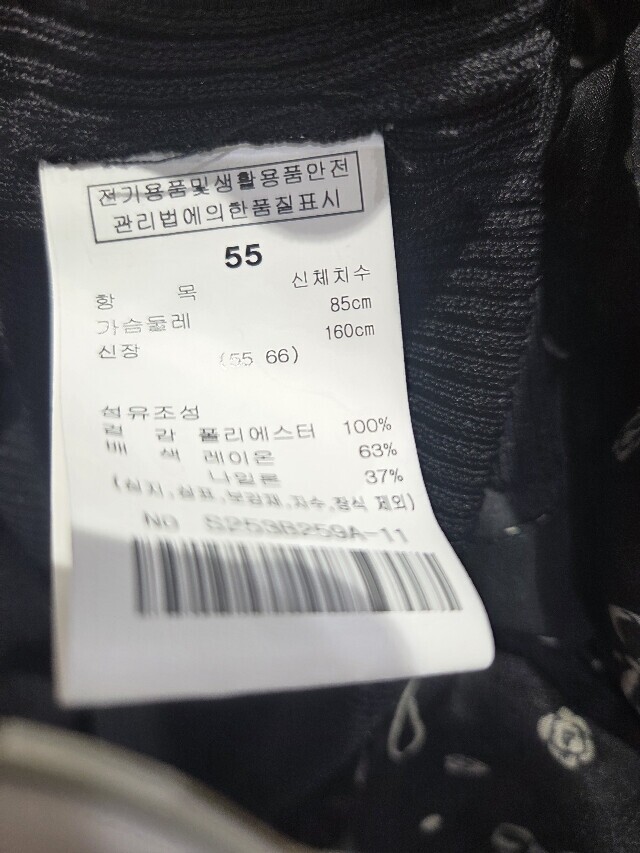 전기용품및생활용품안전
관리법에의한품질표시
55
항 목 신체치수
가슴둘레 85cm
신장 160cm
(55 66)
섬유조성
겉 감 폴리에스터 100%
배 색 레이온 63%
나일론 37%
(심지,심표,보강재,자수,장식 제외)
No S253B259A-11